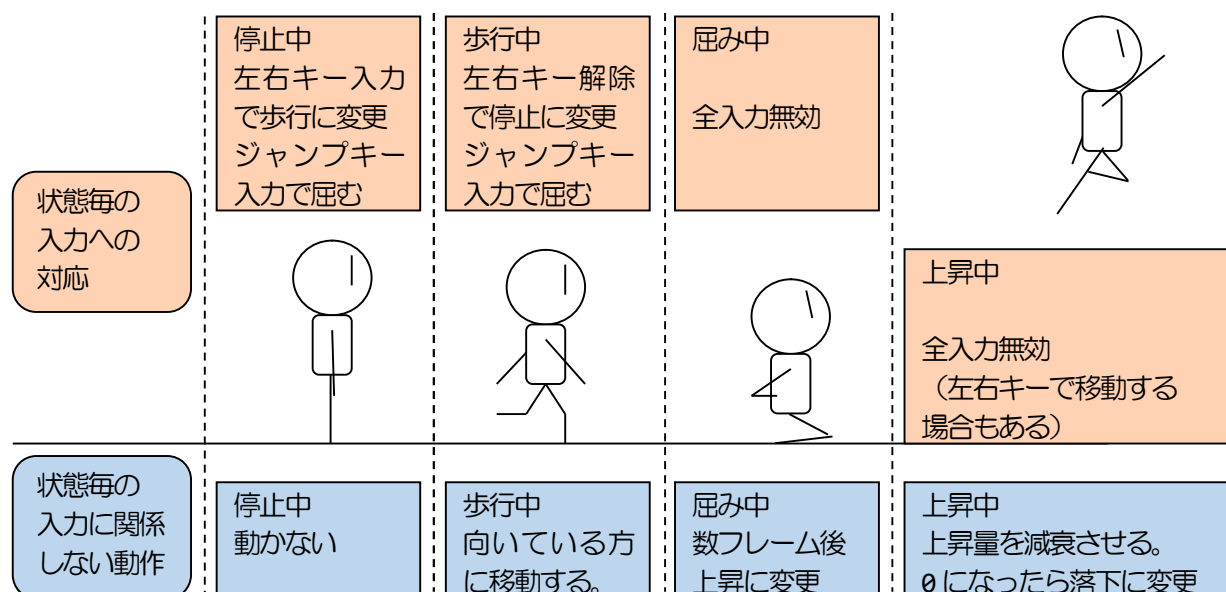 状態毎の
入力への
対応
停止中
左右キー入力
で歩行に変更
ジャンプキー
入力で屈む
歩行中
左右キー解除
で停止に変更
ジャンプキー
入力で屈む
屈み中
全入力無効
上昇中
全入力無効
（左右キーで移動する
場合もある）
状態毎の
入力に関係
しない動作
停止中
動かない
歩行中
向いている方
に移動する。
屈み中
数フレーム後
上昇に変更
上昇中
上昇量を減衰させる。
0になったら落下に変更